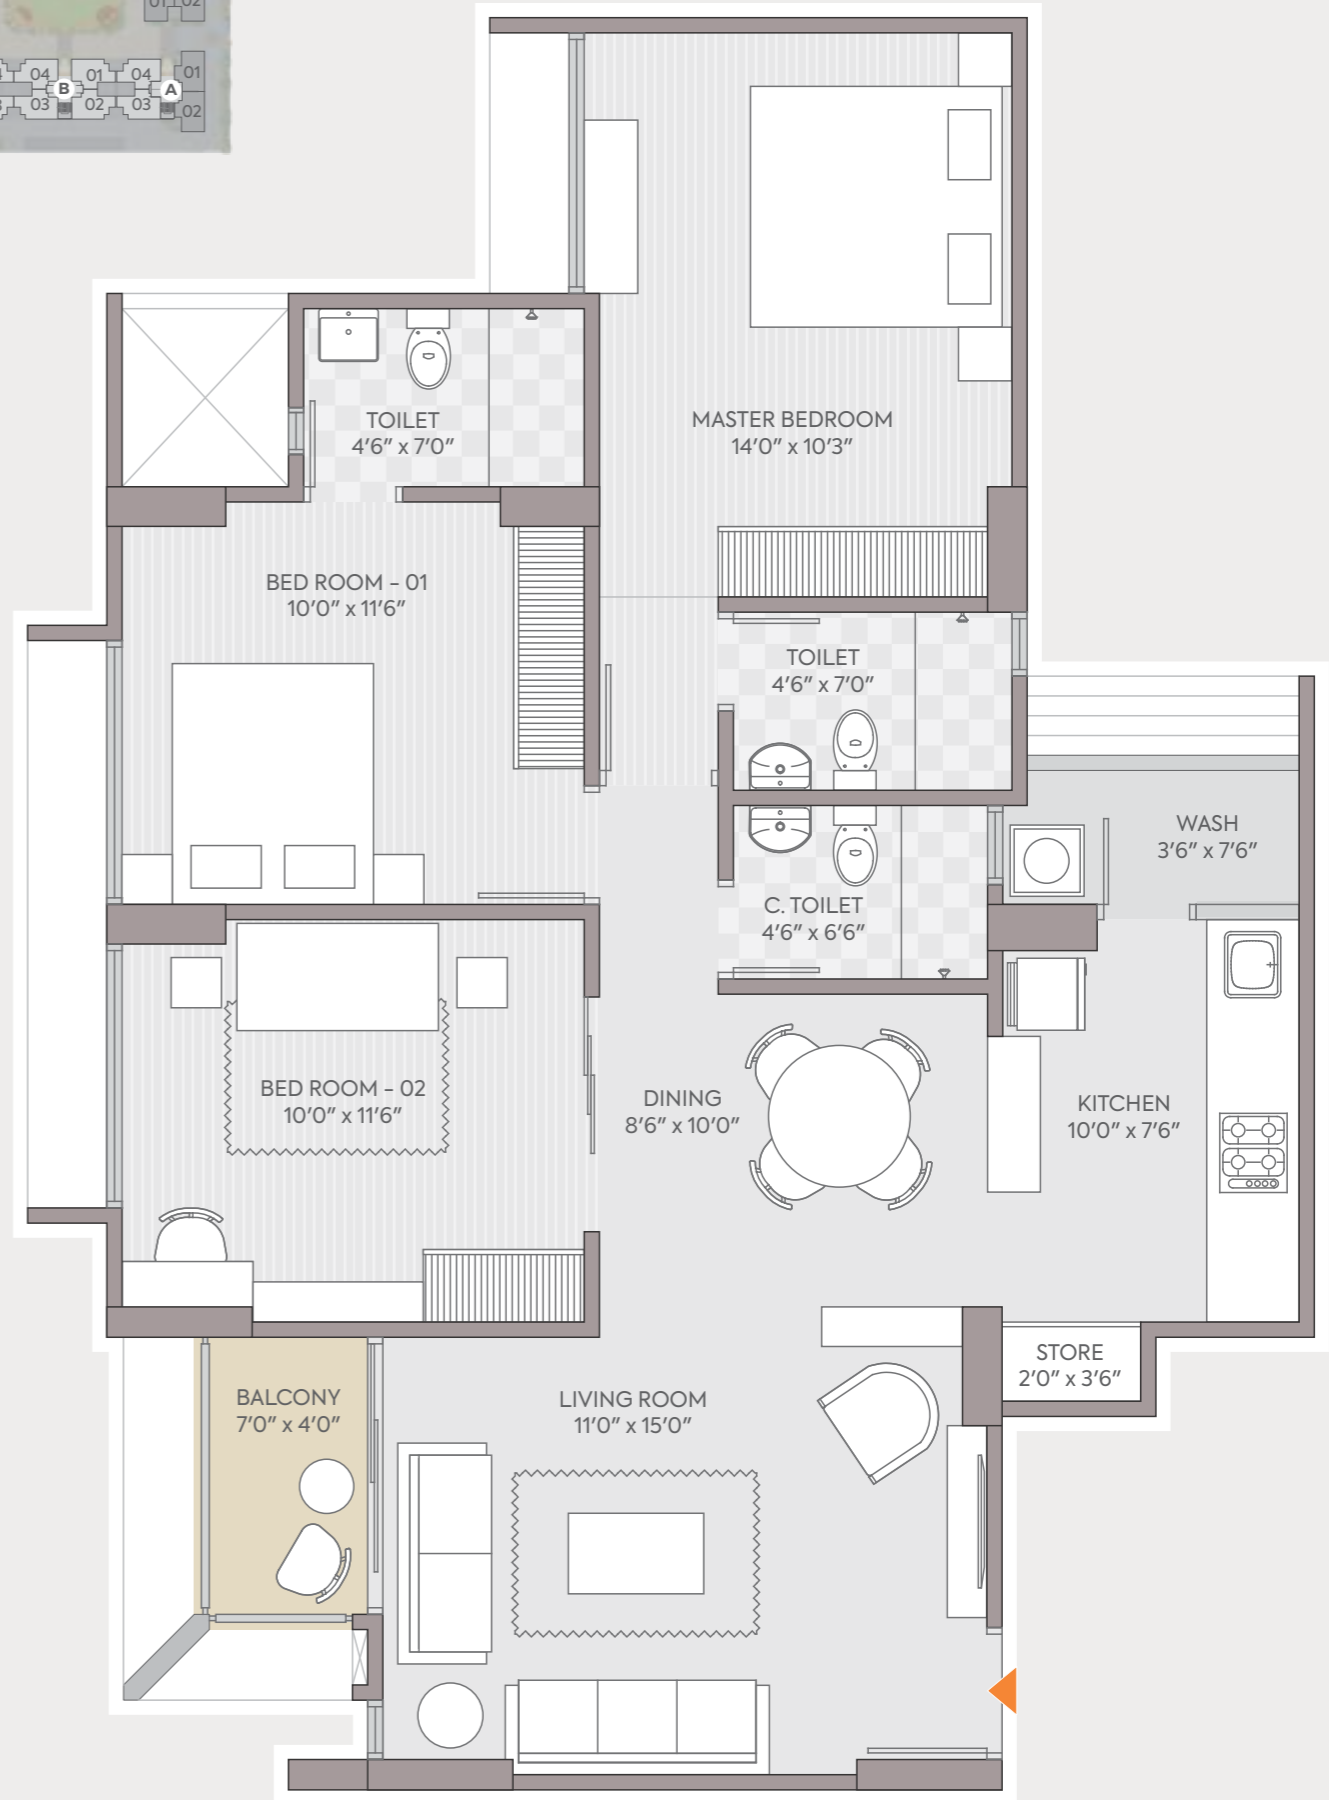 01 02
04 B 01 04 A 01
03 02 03 02
TOILET
4'6" x 7'0"
MASTER BEDROOM
14'0" x 10'3"
BED ROOM – 01
10'0" x 11'6"
TOILET
4'6" x 7'0"
WASH
3'6" x 7'6"
C. TOILET
4'6" x 6'6"
BED ROOM – 02
10'0" x 11'6"
DINING
8'6" x 10'0"
KITCHEN
10'0" x 7'6"
STORE
2'0" x 3'6"
BALCONY
7'0" x 4'0"
LIVING ROOM
11'0" x 15'0"